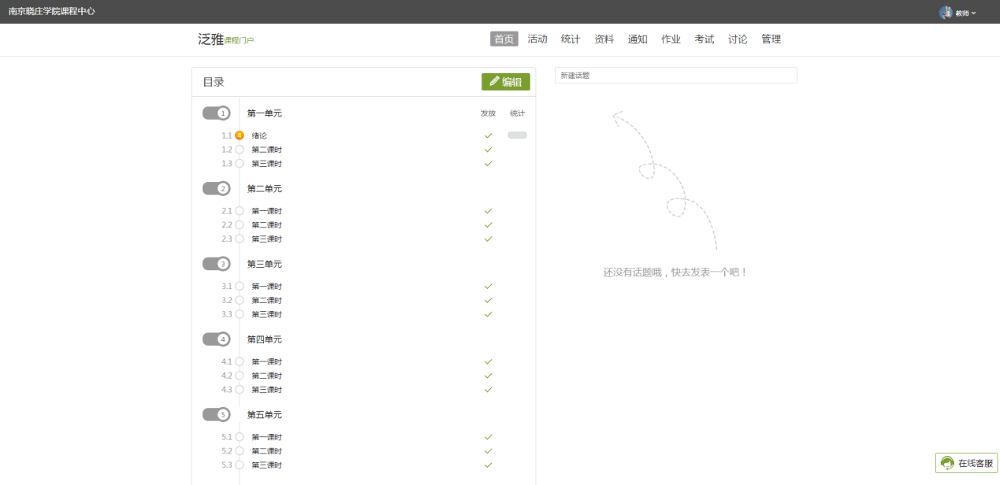 南京晓庄学院课程中心
教师
泛雅课程门户
首页 活动 统计 资料 通知 作业 考试 讨论 管理
目录
编辑
1 第一单元 发放 统计
1.1 4 绪论
1.2 第二课时
1.3 第三课时
2 第二单元
2.1 第一课时
2.2 第二课时
2.3 第三课时
3 第三单元
3.1 第一课时
3.2 第二课时
3.3 第三课时
4 第四单元
4.1 第一课时
4.2 第二课时
4.3 第三课时
5 第五单元
5.1 第一课时
5.2 第二课时
5.3 第三课时
新建话题
还没有话题哦，快去发表一个吧！
在线客服